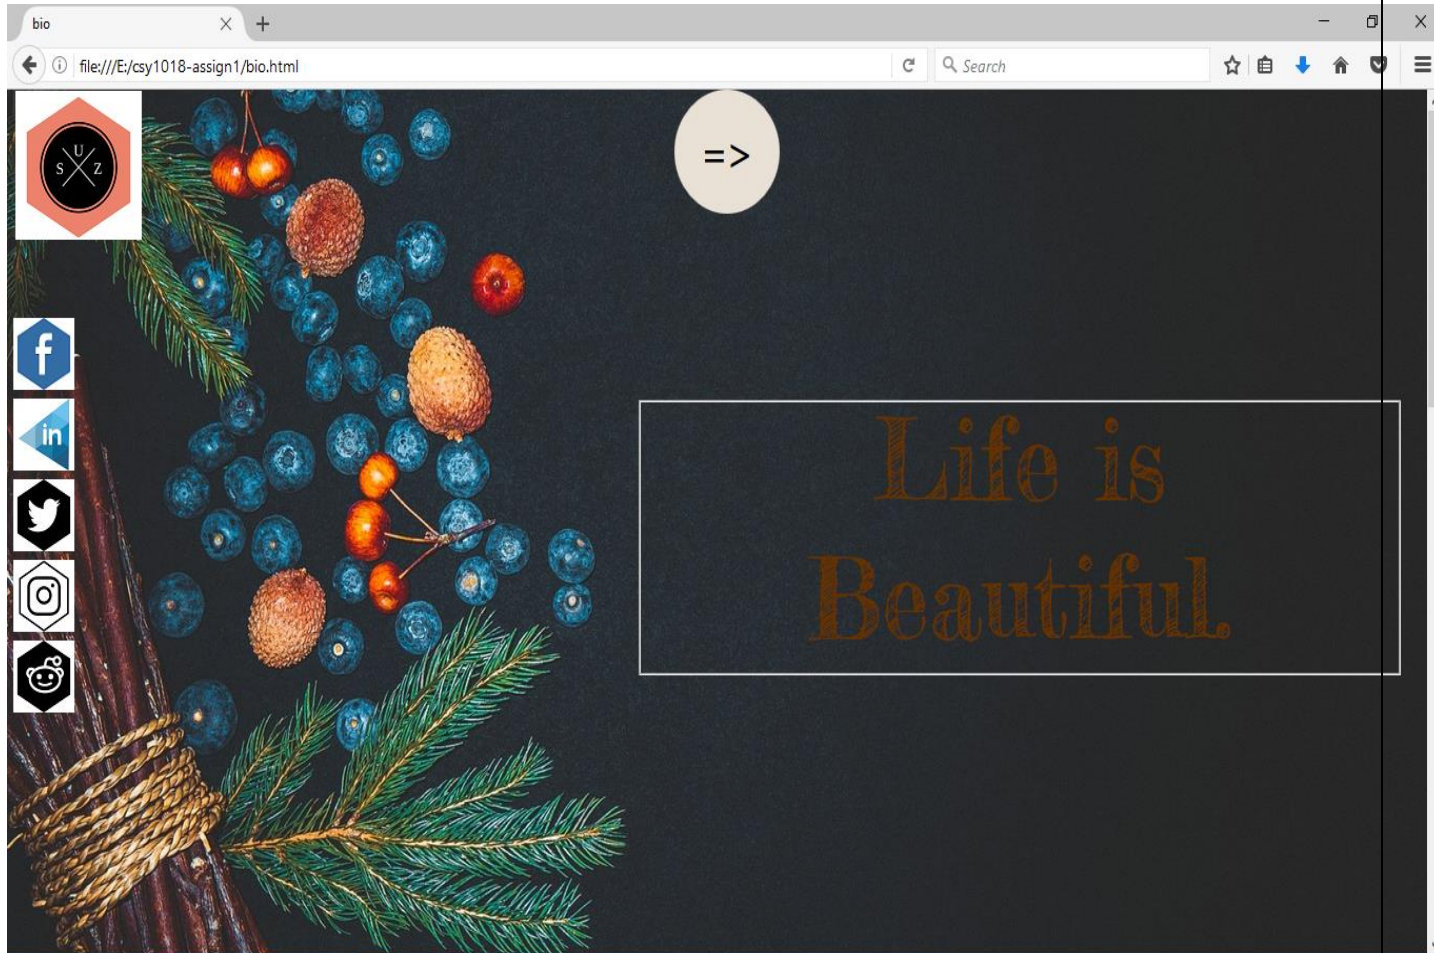 bio
file:///E:/csy1018-assign1/bio.html
Search
U
S Z
=>
f
in
Life is
Beautiful.